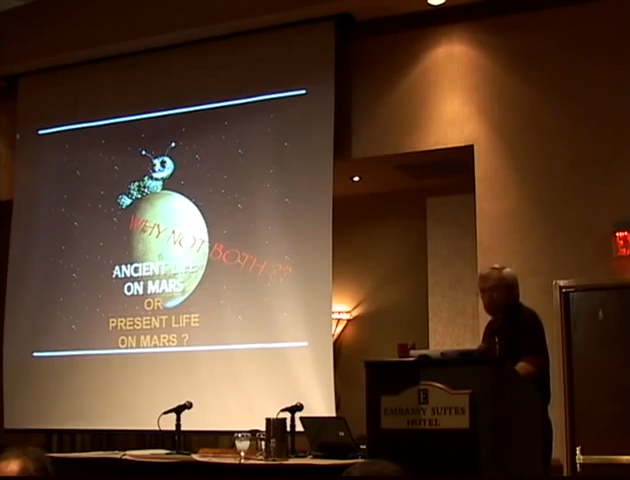 WHY NOT BOTH??
ANCIENT LIFE
ON MARS
OR
PRESENT LIFE
ON MARS ?
E
EMBASSY SUITES
HOTEL